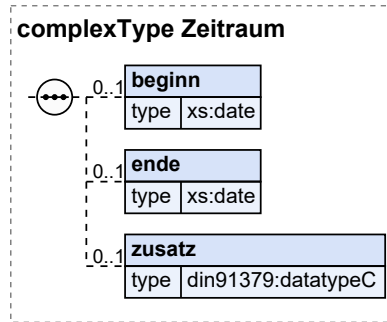 complexType Zeitraum
0..1 beginn
type xs:date
0..1 ende
type xs:date
0..1 zusatz
type din91379:datatypeC